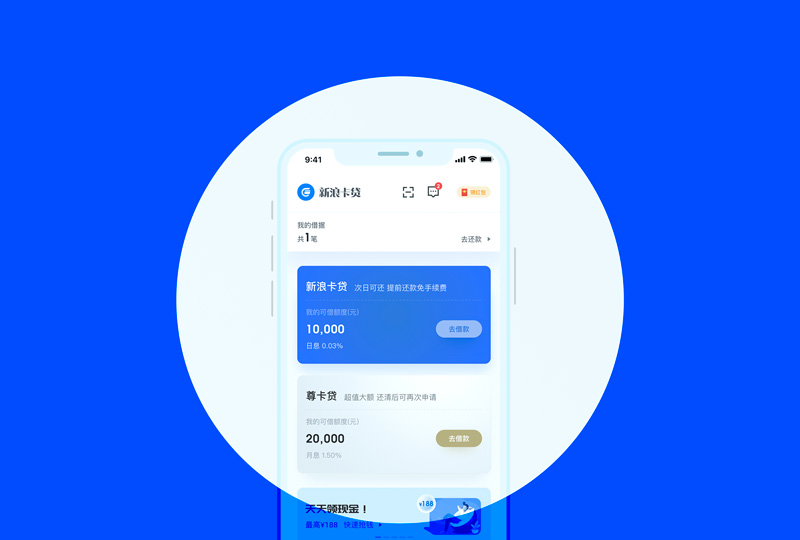 9:41
新浪卡贷
2
领红包
我的借据
共1笔
去还款
新浪卡贷 次日可还 提前还款免手续费
我的可借额度(元)
10,000
去借款
日息 0.03%
尊卡贷 超值大额 还清后可再次申请
我的可借额度(元)
20,000
去借款
月息 1.50%
天天领现金!
¥188
最高¥188 快速抢钱